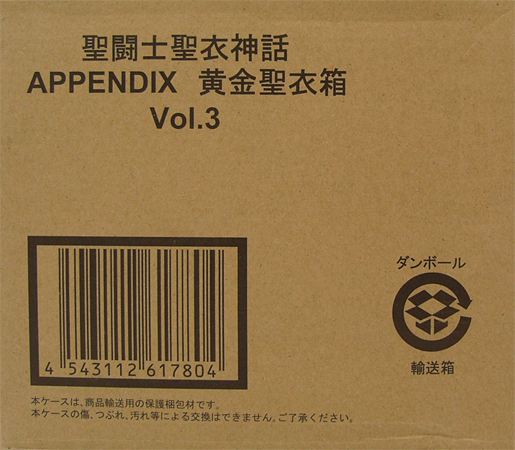 聖闘士聖衣神話
APPENDIX 黄金聖衣箱
Vol.3
ダンボール
4 543112 617804
輸送箱
本ケースは、商品輸送用の保護梱包材です。
本ケースの傷、つぶれ、汚れ等による交換はできません。ご了承ください。